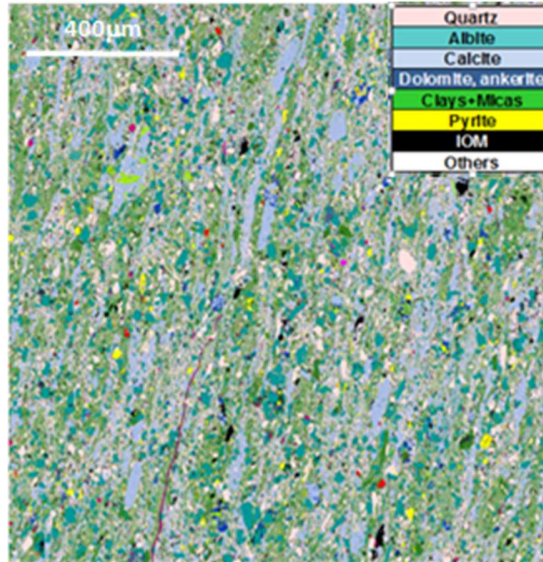 400µm
Quartz
Albite
Calcite
Dolomite, ankerite
Clays+Micas
Pyrite
IOM
Others